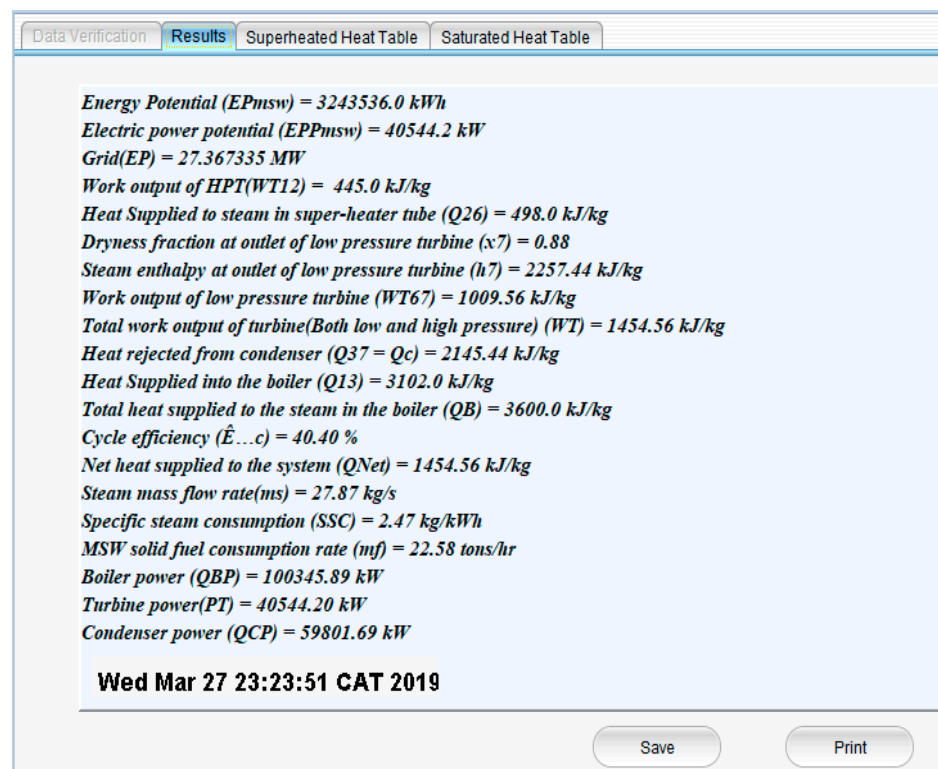 Data Verification Results Superheated Heat Table Saturated Heat Table
Energy Potential (EPmsw) = 3243536.0 kWh
Electric power potential (EPPmsw) = 40544.2 kW
Grid(EP) = 27.367335 MW
Work output of HPT(WT12) = 445.0 kJ/kg
Heat Supplied to steam in super-heater tube (Q26) = 498.0 kJ/kg
Dryness fraction at outlet of low pressure turbine (x7) = 0.88
Steam enthalpy at outlet of low pressure turbine (h7) = 2257.44 kJ/kg
Work output of low pressure turbine (WT67) = 1009.56 kJ/kg
Total work output of turbine(Both low and high pressure) (WT) = 1454.56 kJ/kg
Heat rejected from condenser (Q37 = Qc) = 2145.44 kJ/kg
Heat Supplied into the boiler (Q13) = 3102.0 kJ/kg
Total heat supplied to the steam in the boiler (QB) = 3600.0 kJ/kg
Cycle efficiency (Ê…c) = 40.40 %
Net heat supplied to the system (QNet) = 1454.56 kJ/kg
Steam mass flow rate(ms) = 27.87 kg/s
Specific steam consumption (SSC) = 2.47 kg/kWh
MSW solid fuel consumption rate (mf) = 22.58 tons/hr
Boiler power (QBP) = 100345.89 kW
Turbine power(PT) = 40544.20 kW
Condenser power (QCP) = 59801.69 kW
Wed Mar 27 23:23:51 CAT 2019
Save Print